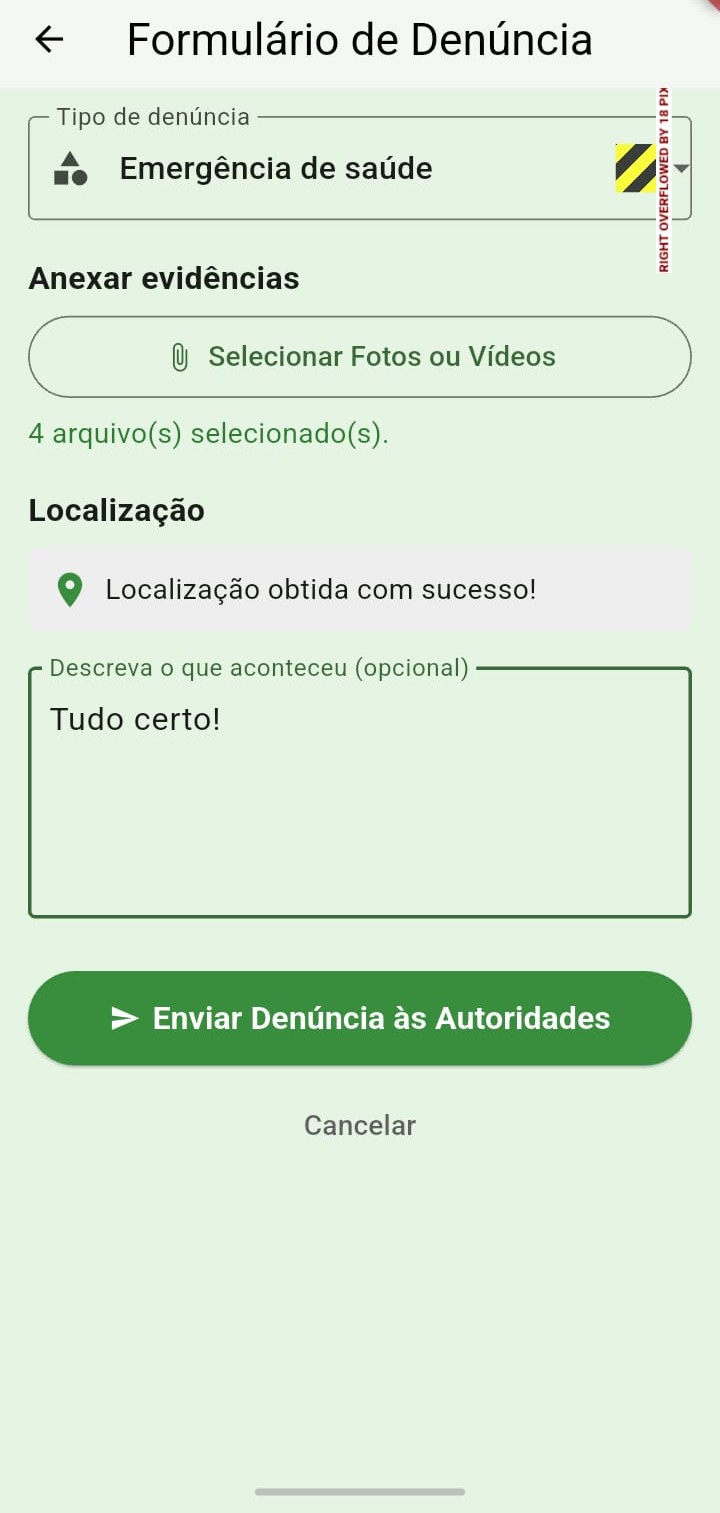 Formulário de Denúncia
Tipo de denúncia
Emergência de saúde
RIGHT OVERFLOWED BY 18 PIX
Anexar evidências
Selecionar Fotos ou Vídeos
4 arquivo(s) selecionado(s).
Localização
Localização obtida com sucesso!
Descreva o que aconteceu (opcional)
Tudo certo!
Enviar Denúncia às Autoridades
Cancelar